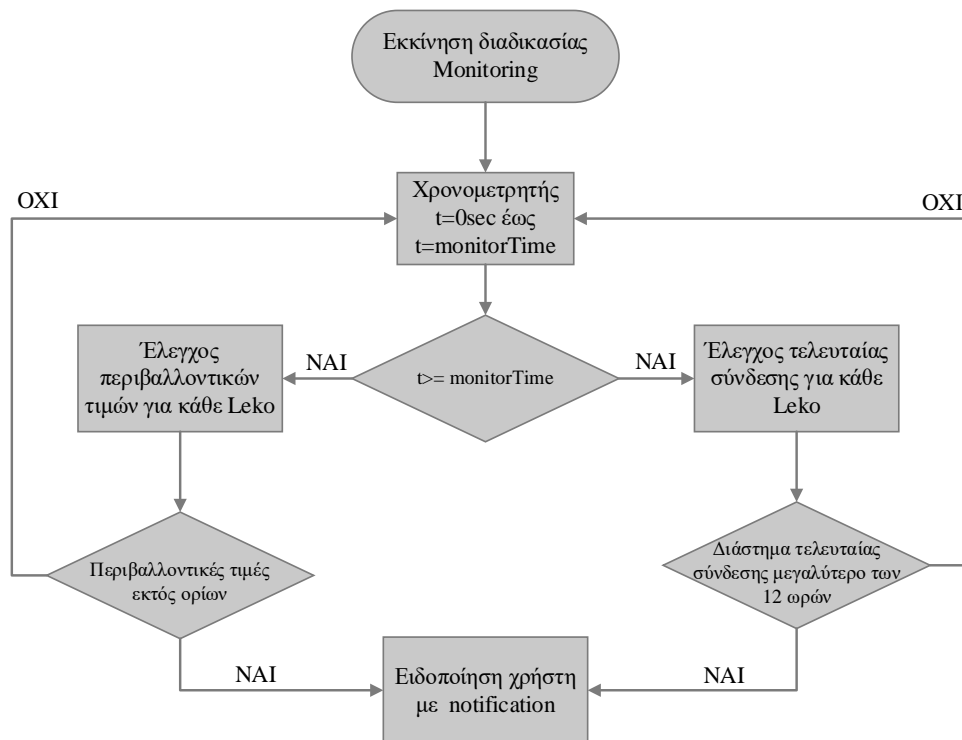 Εκκίνηση διαδικασίας
Monitoring
ΟΧΙ
Χρονομετρητής
t=0sec έως
t=monitorTime
ΟΧΙ
Έλεγχος
περιβαλλοντικών
τιμών για κάθε Leko
ΝΑΙ
t>= monitorTime
ΝΑΙ
Έλεγχος τελευταίας
σύνδεσης για κάθε
Leko
Περιβαλλοντικές τιμές
εκτός ορίων
Διάστημα τελευταίας
σύνδεσης μεγαλύτερο των
12 ωρών
ΝΑΙ
Ειδοποίηση χρήστη
με notification
ΝΑΙ